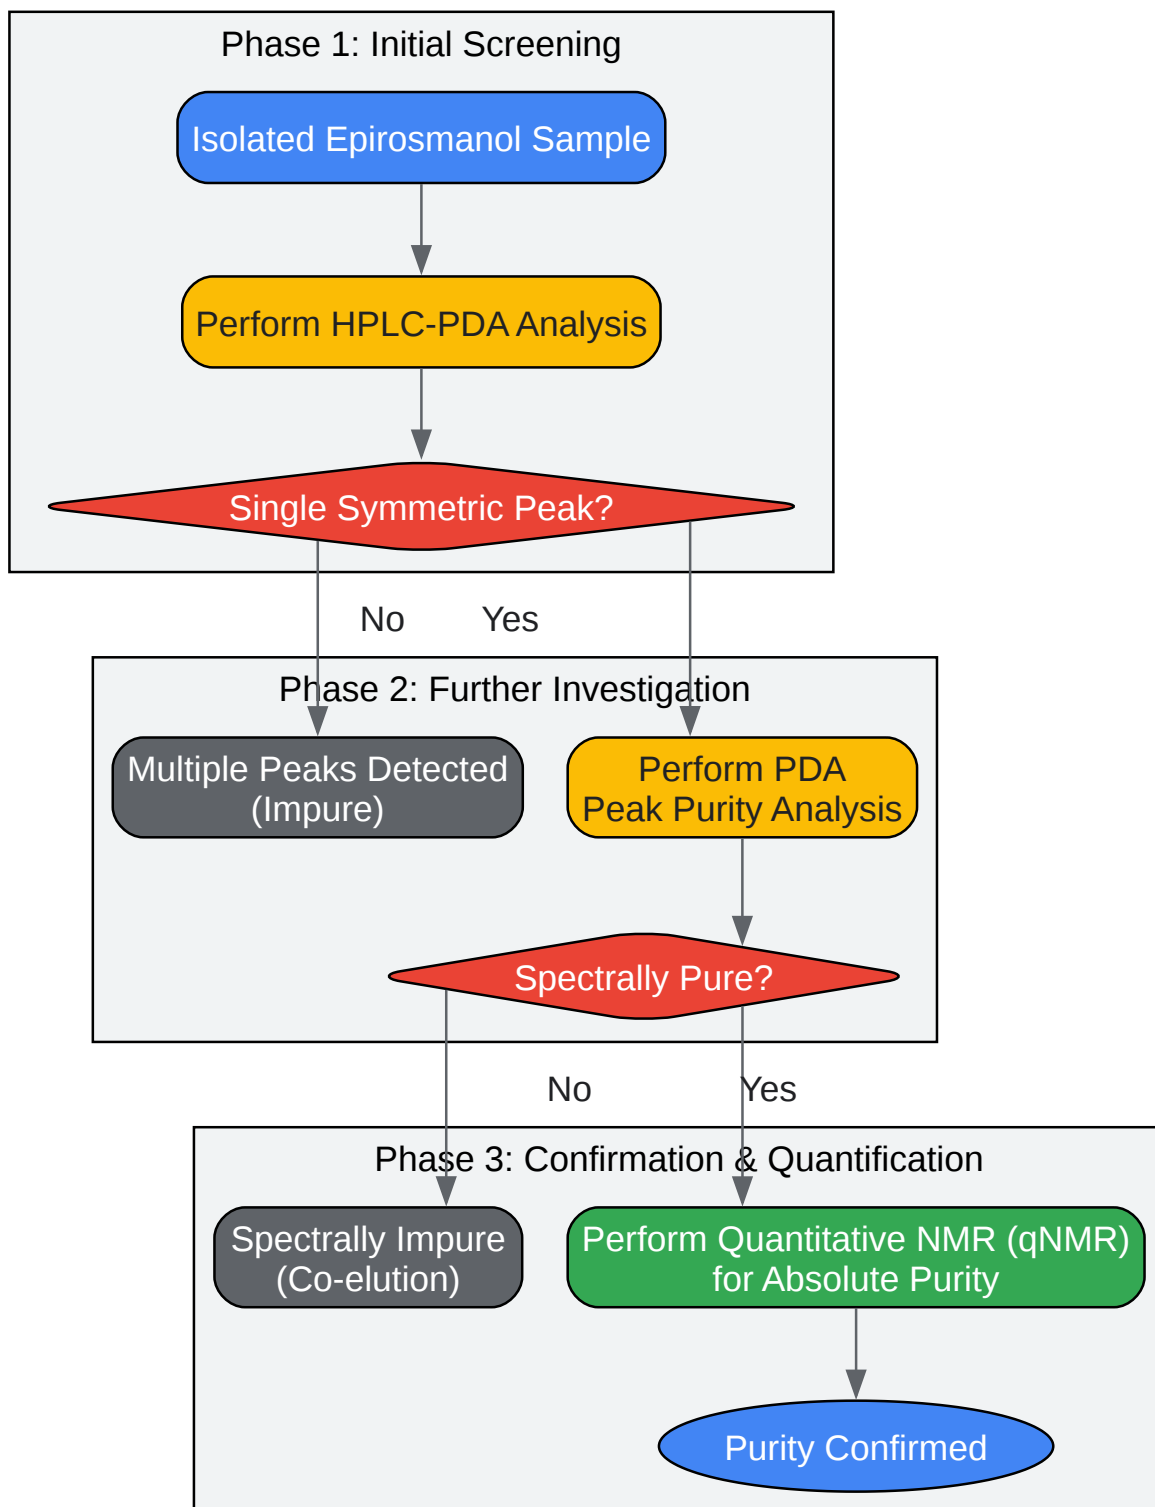 Phase 1: Initial Screening
Isolated Epirosmanol Sample
Perform HPLC-PDA Analysis
Single Symmetric Peak?
No
Yes
Phase 2: Further Investigation
Multiple Peaks Detected
(Impure)
Perform PDA
Peak Purity Analysis
Spectrally Pure?
No
Yes
Phase 3: Confirmation & Quantification
Spectrally Impure
(Co-elution)
Perform Quantitative NMR (qNMR)
for Absolute Purity
Purity Confirmed